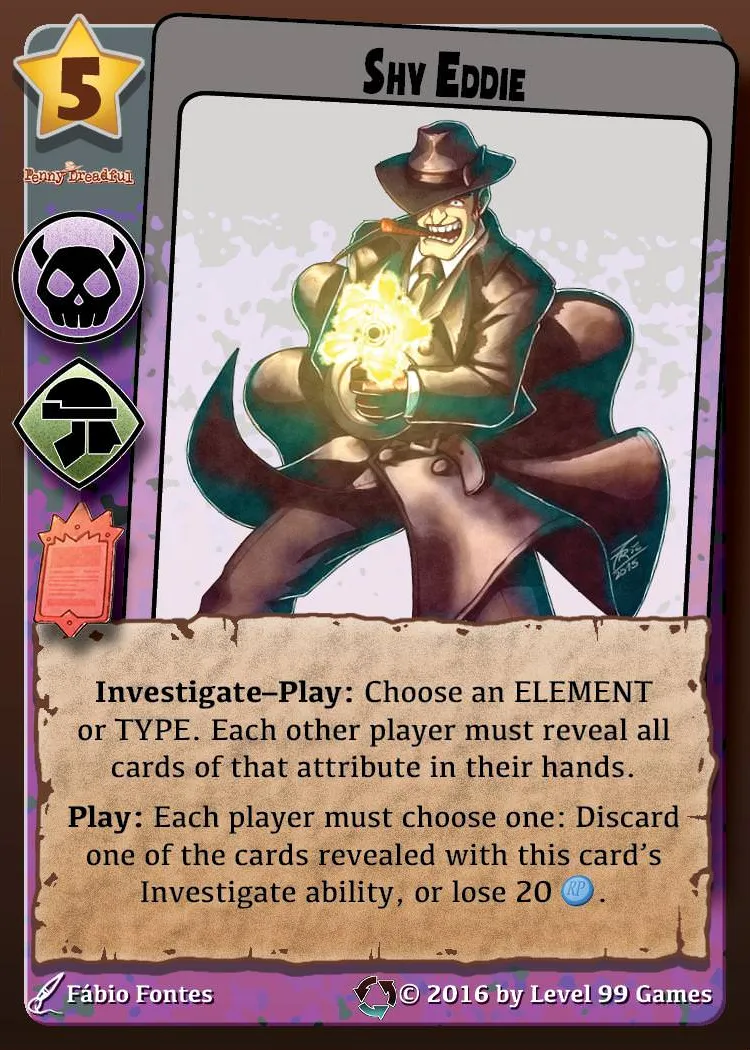 5
SHY EDDIE
Penny Dreadful
Investigate–Play: Choose an ELEMENT
or TYPE. Each other player must reveal all
cards of that attribute in their hands.
Play: Each player must choose one: Discard
one of the cards revealed with this card's
Investigate ability, or lose 20 RP.
Fábio Fontes
© 2016 by Level 99 Games